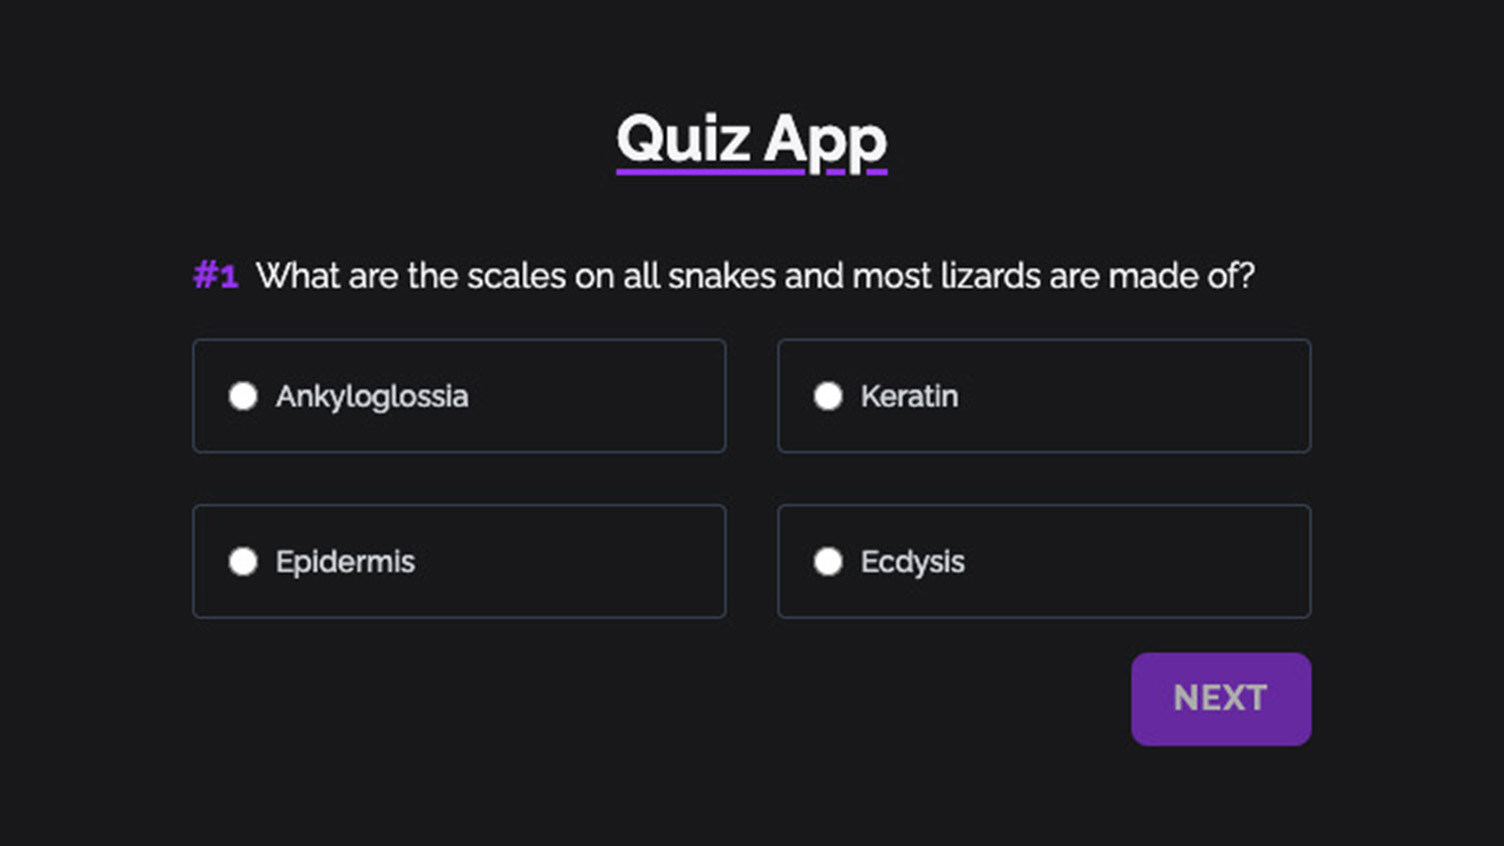 Quiz App
#1 What are the scales on all snakes and most lizards are made of?
Ankyloglossia
Keratin
Epidermis
Ecdysis
NEXT